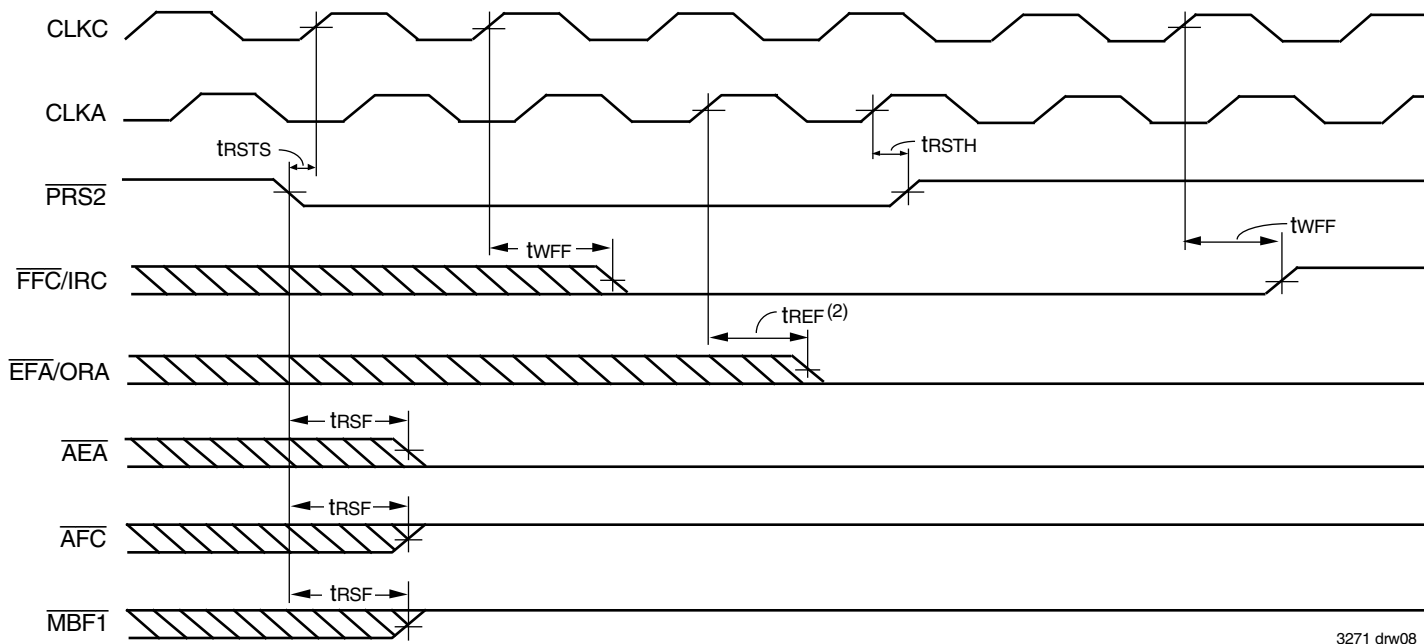 CLKC
CLKA
tRSTS
tRSTH
PRS2
tWFF
tWFF
FFC/IRC
tREF(2)
EFA/ORA
tRSF
AEA
tRSF
AFC
tRSF
MBF1
3271 drw08